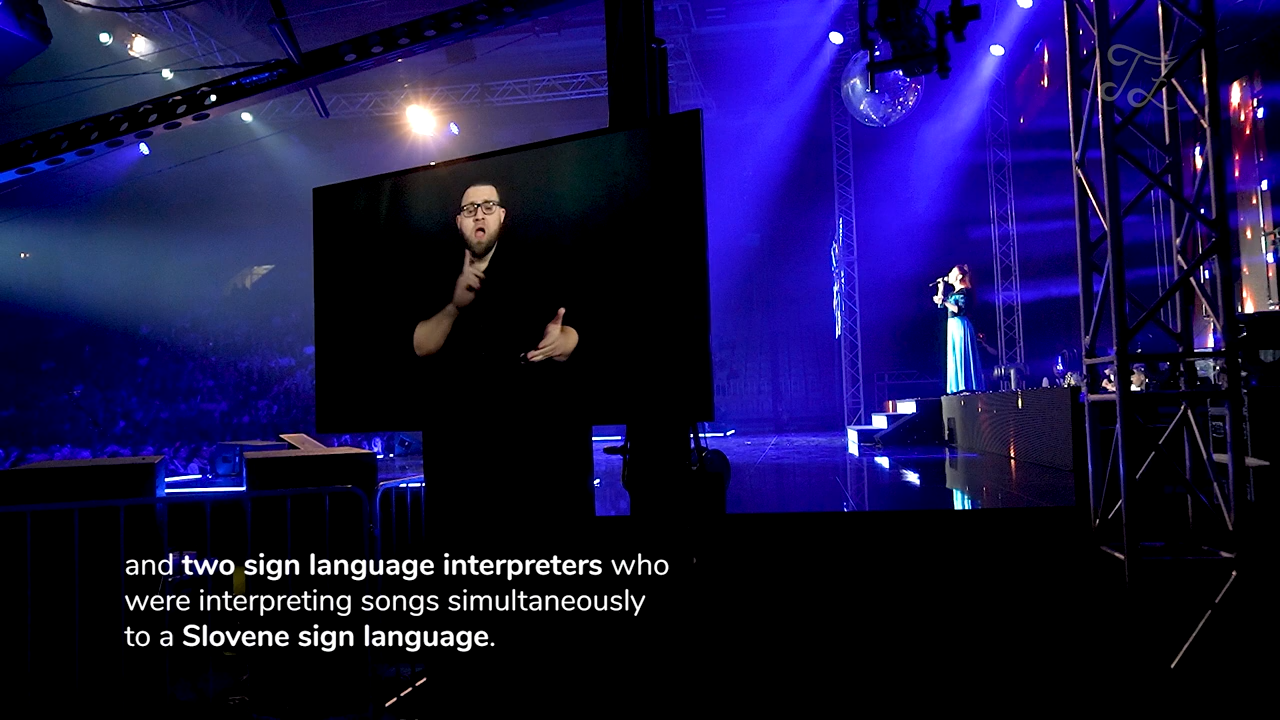 and two sign language interpreters who
were interpreting songs simultaneously
to a Slovene sign language.